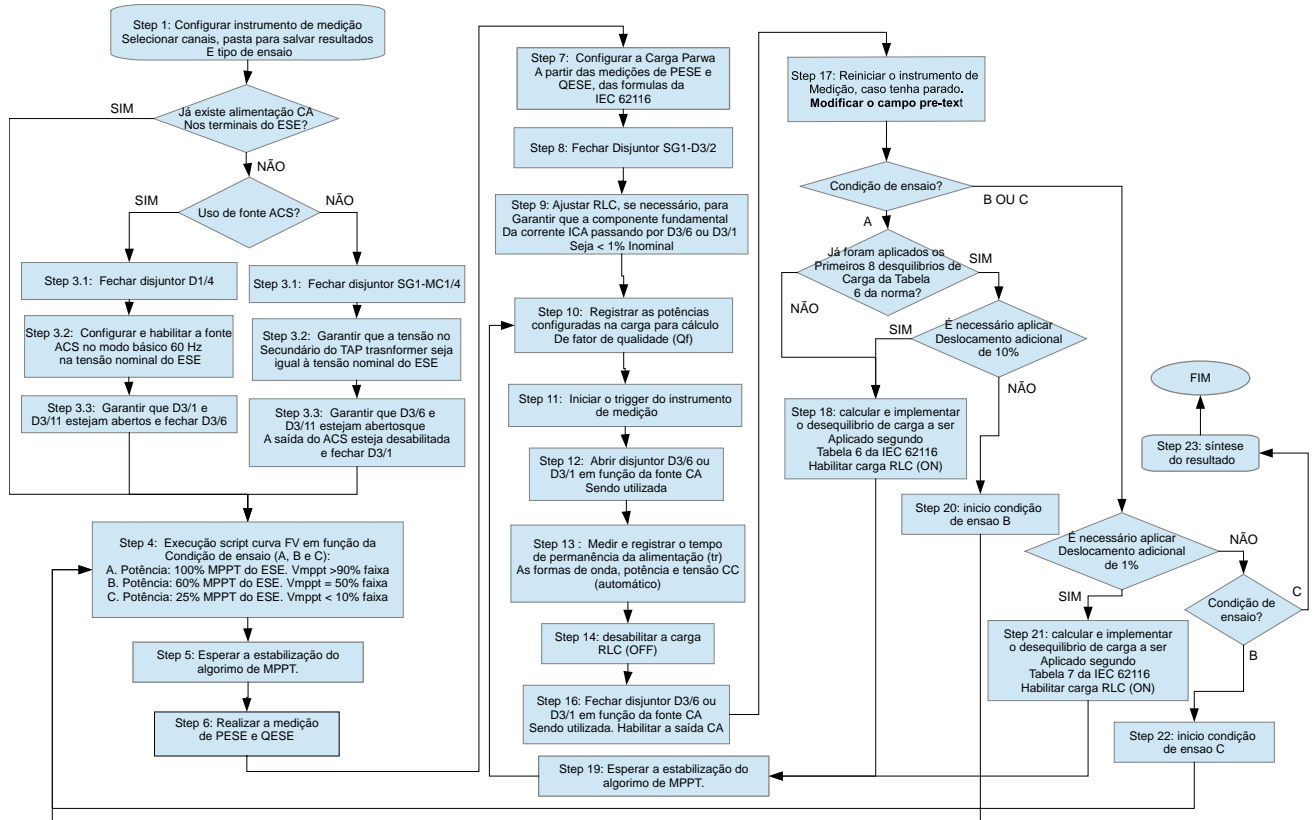 Step 1: Configurar instrumento de medição
Selecionar canais, pasta para salvar resultados
E tipo de ensaio
SIM
Já existe alimentação CA
Nos terminais do ESE?
NÃO
SIM
Uso de fonte ACS?
NÃO
Step 3.1: Fechar disjuntor D1/4
Step 3.2: Configurar e habilitar a fonte
ACS no modo básico 60 Hz
na tensão nominal do ESE
Step 3.3: Garantir que D3/1 e
D3/11 estejam abertos e fechar D3/6
Step 3.1: Fechar disjuntor SG1-MC1/4
Step 3.2: Garantir que a tensão no
Secundário do TAP trasnformer seja
igual à tensão nominal do ESE
Step 3.3: Garantir que D3/6 e
D3/11 estejam abertosque
A saída do ACS esteja desabilitada
e fechar D3/1
Step 4: Execução script curva FV em função da
Condição de ensaio (A, B e C):
A. Potência: 100% MPPT do ESE. Vmppt >90% faixa
B. Potência: 60% MPPT do ESE. Vmppt = 50% faixa
C. Potência: 25% MPPT do ESE. Vmppt < 10% faixa
Step 5: Esperar a estabilização do
algorimo de MPPT.
Step 6: Realizar a medição
de PESE e QESE
Step 7: Configurar a Carga Parwa
A partir das medições de PESE e
QESE, das formulas da
IEC 62116
Step 8: Fechar Disjuntor SG1-D3/2
Step 9: Ajustar RLC, se necessário, para
Garantir que a componente fundamental
Da corrente ICA passando por D3/6 ou D3/1
Seja < 1% Inominal
Step 10: Registrar as potências
configuradas na carga para cálculo
De fator de qualidade (Qf)
Step 11: Iniciar o trigger do instrumento
de medição
Step 12: Abrir disjuntor D3/6 ou
D3/1 em função da fonte CA
Sendo utilizada
Step 13 : Medir e registrar o tempo
de permanência da alimentação (tr)
As formas de onda, potência e tensão CC
(automático)
Step 14: desabilitar a carga
RLC (OFF)
Step 16: Fechar disjuntor D3/6 ou
D3/1 em função da fonte CA
Sendo utilizada. Habilitar a saída CA
Step 19: Esperar a estabilização do
algorimo de MPPT.
Step 17: Reiniciar o instrumento de
Medição, caso tenha parado.
Modificar o campo pre-text
Condição de ensaio?
B OU C
A
Já foram aplicados os
Primeiros 8 desquilibrios de
Carga da Tabela
6 da norma?
SIM
NÃO
É necessário aplicar
Deslocamento adicional
de 10%
SIM
NÃO
Step 18: calcular e implementar
o desequilibrio de carga a ser
Aplicado segundo
Tabela 6 da IEC 62116
Habilitar carga RLC (ON)
Step 20: inicio condição
de ensao B
FIM
Step 23: síntese
do resultado
É necessário aplicar
Deslocamento adicional
de 1%
NÃO
SIM
Condição de
ensaio?
C
B
Step 21: calcular e implementar
o desequilibrio de carga a ser
Aplicado segundo
Tabela 7 da IEC 62116
Habilitar carga RLC (ON)
Step 22: inicio condição
de ensao C